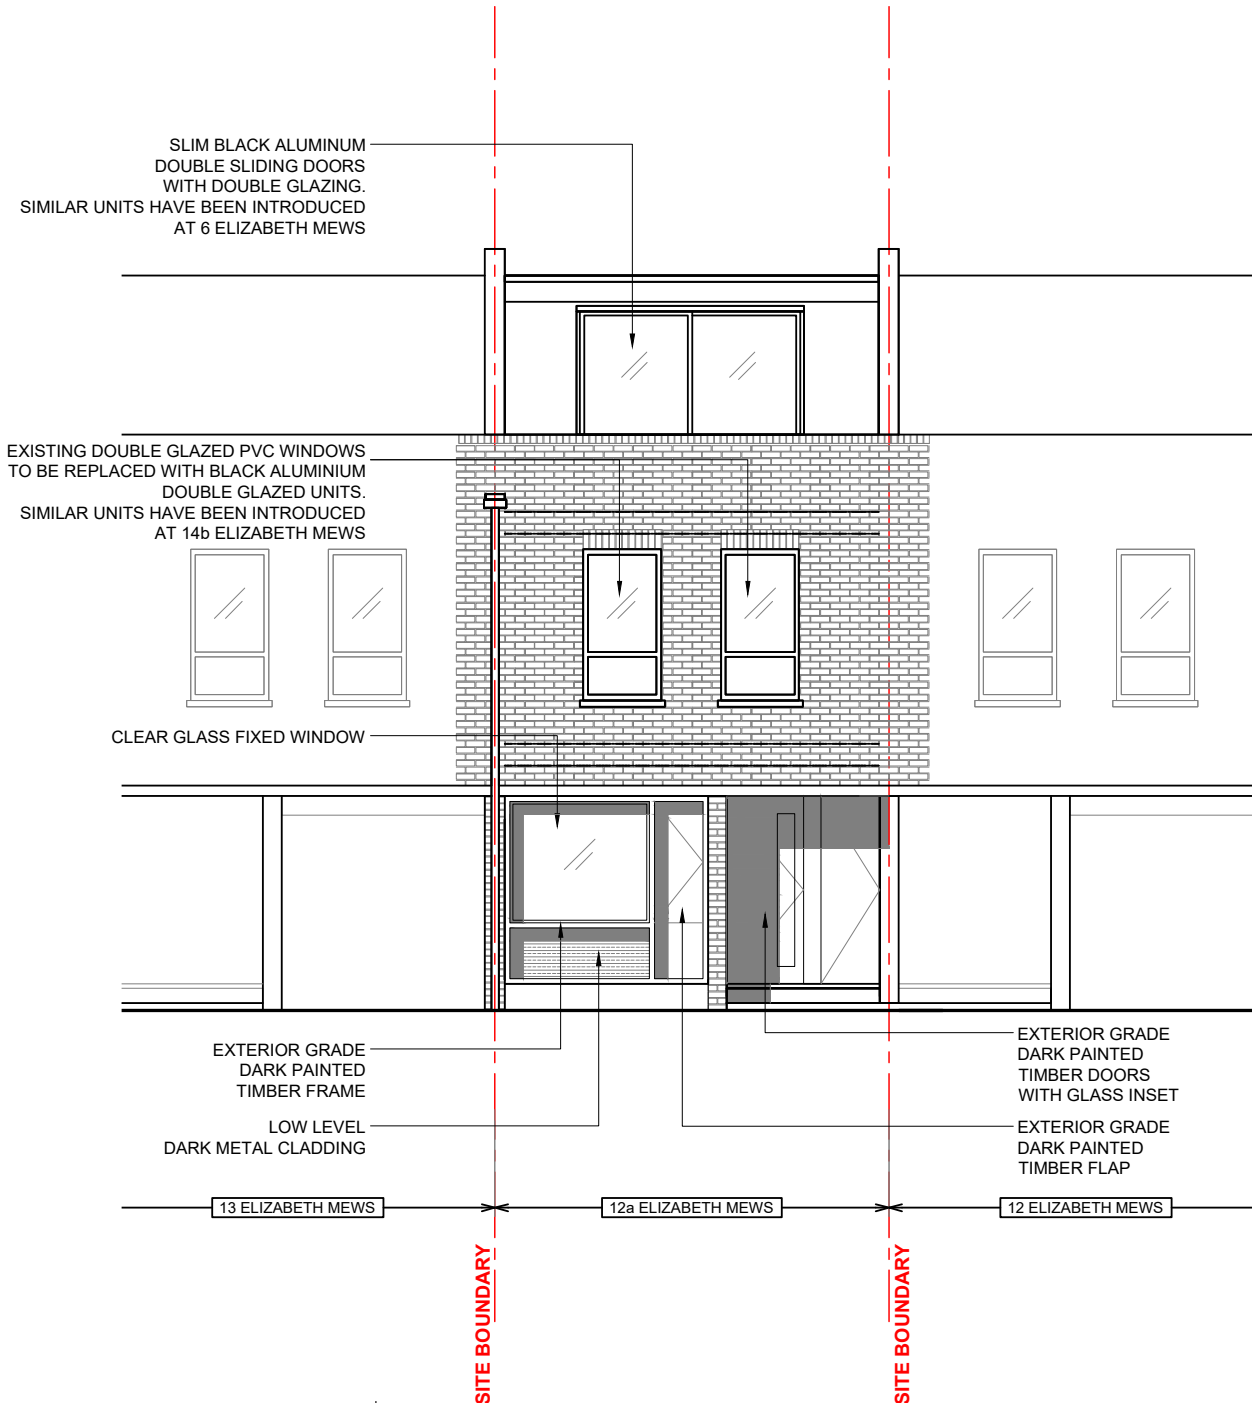 SLIM BLACK ALUMINUM
DOUBLE SLIDING DOORS
WITH DOUBLE GLAZING.
SIMILAR UNITS HAVE BEEN INTRODUCED
AT 6 ELIZABETH MEWS
EXISTING DOUBLE GLAZED PVC WINDOWS
TO BE REPLACED WITH BLACK ALUMINIUM
DOUBLE GLAZED UNITS.
SIMILAR UNITS HAVE BEEN INTRODUCED
AT 14b ELIZABETH MEWS
CLEAR GLASS FIXED WINDOW
EXTERIOR GRADE
DARK PAINTED
TIMBER FRAME
LOW LEVEL
DARK METAL CLADDING
EXTERIOR GRADE
DARK PAINTED
TIMBER DOORS
WITH GLASS INSET
EXTERIOR GRADE
DARK PAINTED
TIMBER FLAP
13 ELIZABETH MEWS
12a ELIZABETH MEWS
12 ELIZABETH MEWS
SITE BOUNDARY
SITE BOUNDARY